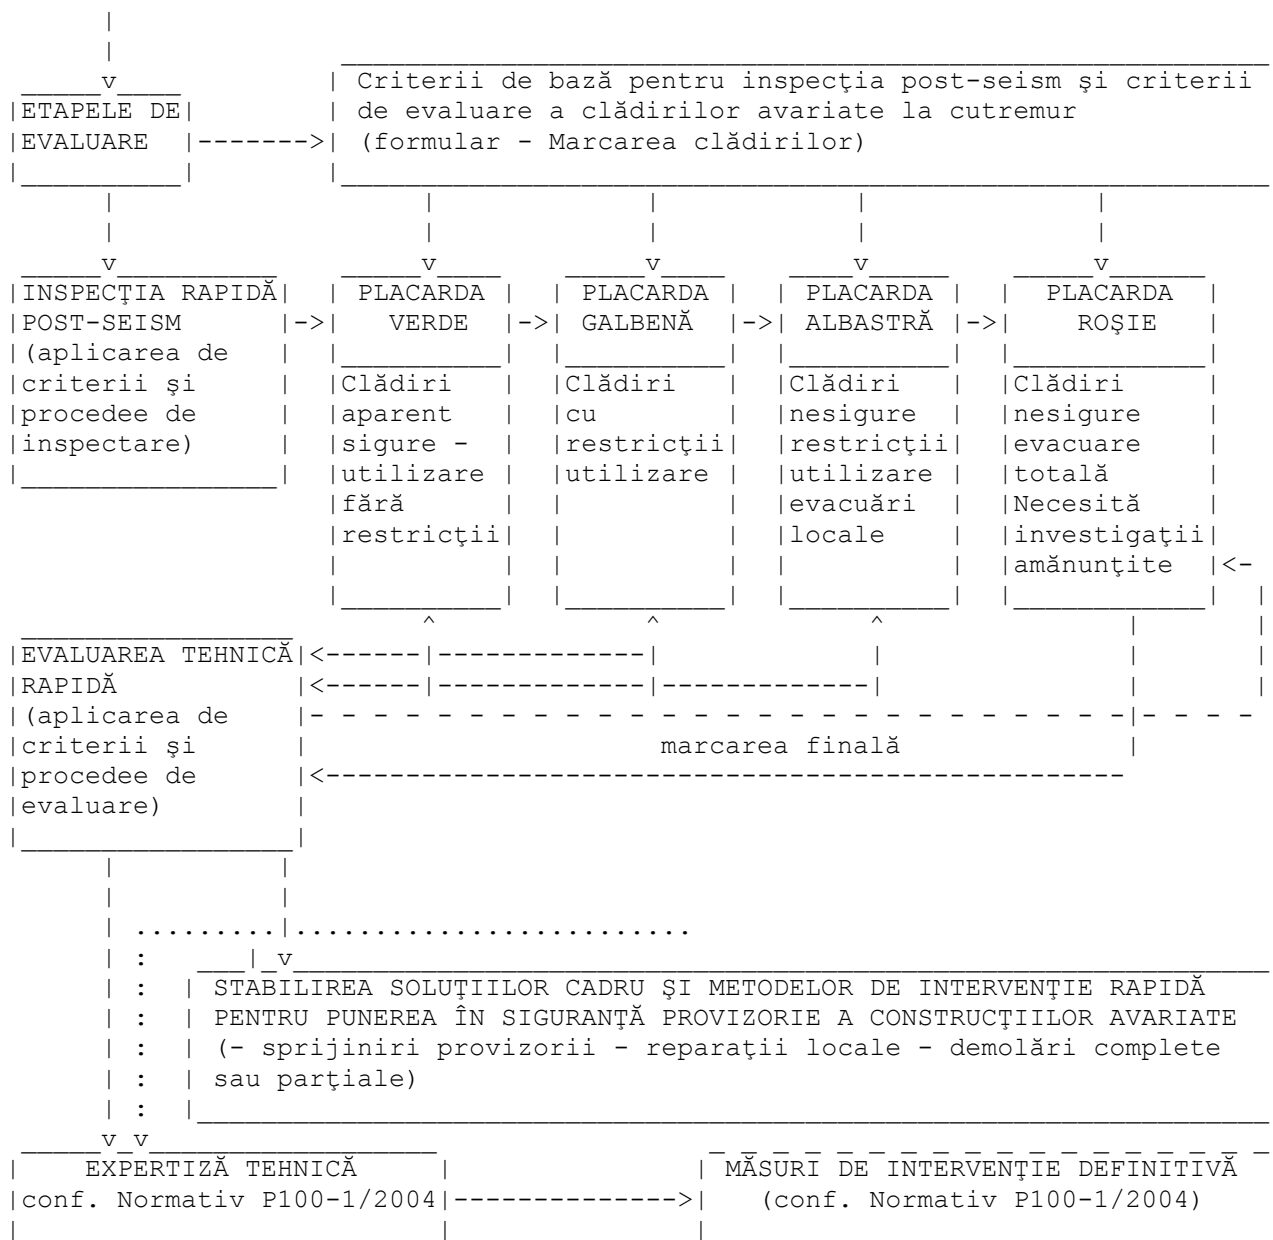 Criterii de bază pentru inspecţia post-seism şi criterii
ETAPELE DE de evaluare a clădirilor avariate la cutremur
EVALUARE (formular - Marcarea clădirilor)
INSPECŢIA RAPIDĂ PLACARDA PLACARDA PLACARDA PLACARDA
POST-SEISM VERDE GALBENĂ ALBASTRĂ ROŞIE
(aplicarea de
criterii şi Clădiri Clădiri Clădiri Clădiri
procedee de aparent cu nesigure nesigure
inspectare) sigure - restricţii restricţii evacuare
utilizare utilizare utilizare totală
fără evacuări Necesită
restricţii locale investigaţii
amănunţite
EVALUAREA TEHNICĂ
RAPIDĂ
(aplicarea de
criterii şi marcarea finală
procedee de
evaluare)
STABILIREA SOLUŢIILOR CADRU ŞI METODELOR DE INTERVENŢIE RAPIDĂ
PENTRU PUNEREA ÎN SIGURANŢĂ PROVIZORIE A CONSTRUCŢIILOR AVARIATE
(- sprijiniri provizorii - reparaţii locale - demolări complete
sau parţiale)
EXPERTIZĂ TEHNICĂ MĂSURI DE INTERVENŢIE DEFINITIVĂ
conf. Normativ P100-1/2004 (conf. Normativ P100-1/2004)